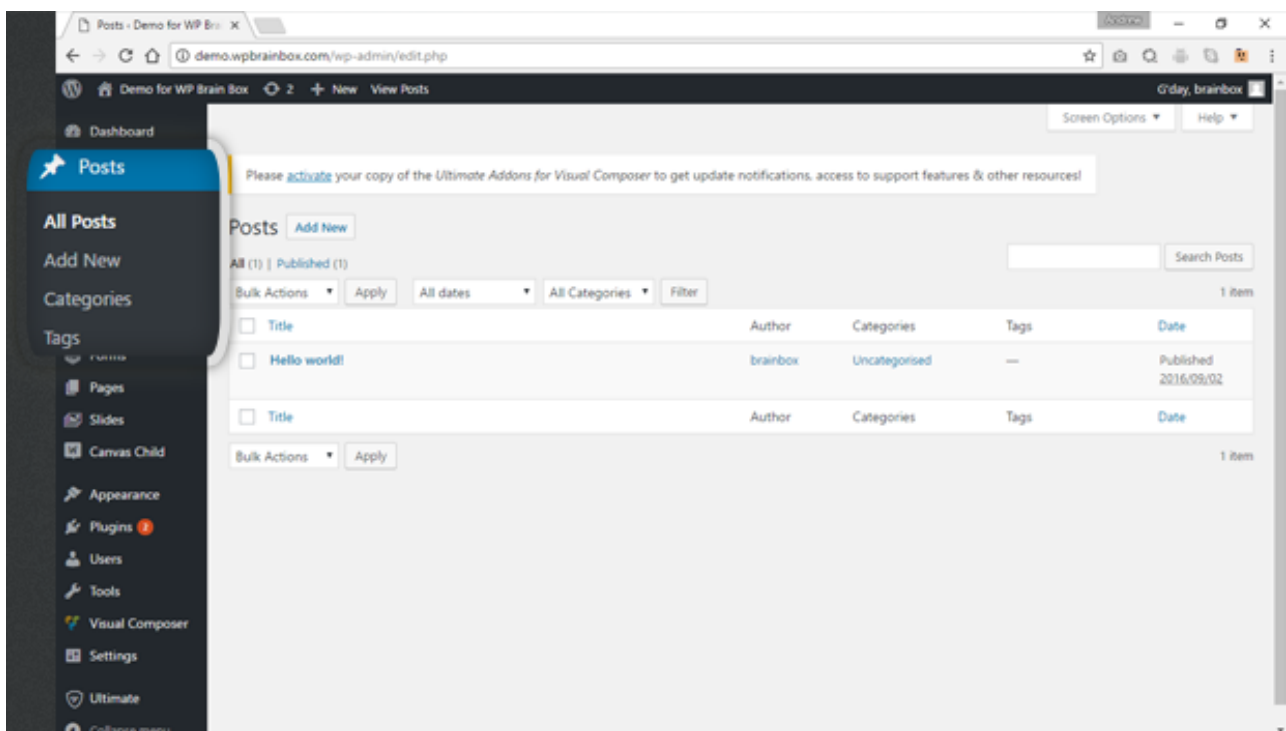 Posts - Demo for WP Bra
demo.wpbrainbox.com/wp-admin/edit.php
Demo for WP Brain Box 2 New View Posts G'day, brainbox
Screen Options Help
Dashboard
Posts
All Posts
Add New
Categories
Tags
Forms
Pages
Slides
Canvas Child
Appearance
Plugins 2
Users
Tools
Visual Composer
Settings
Ultimate
Collapse menu
Please activate your copy of the Ultimate Addons for Visual Composer to get update notifications, access to support features & other resources!
Posts Add New
All (1) | Published (1)
Search Posts
Bulk Actions Apply All dates All Categories Filter 1 item
Title Author Categories Tags Date
Hello world! brainbox Uncategorised — Published
2016/09/02
Title Author Categories Tags Date
Bulk Actions Apply 1 item